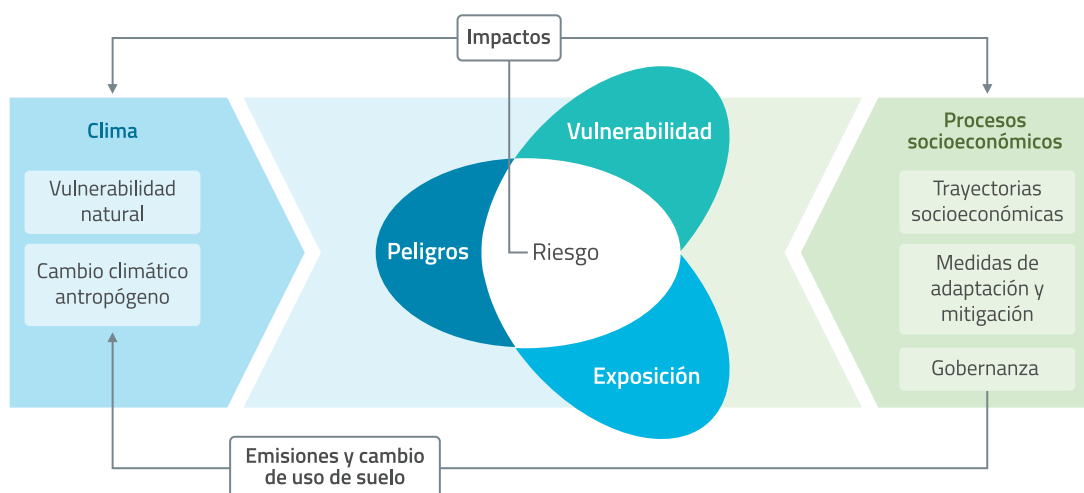 Impactos
Clima
Vulnerabilidad
natural
Cambio climático
antropógeno
Vulnerabilidad
Peligros
Riesgo
Exposición
Procesos
socioeconómicos
Trayectorias
socioeconómicas
Medidas de
adaptación y
mitigación
Gobernanza
Emisiones y cambio
de uso de suelo